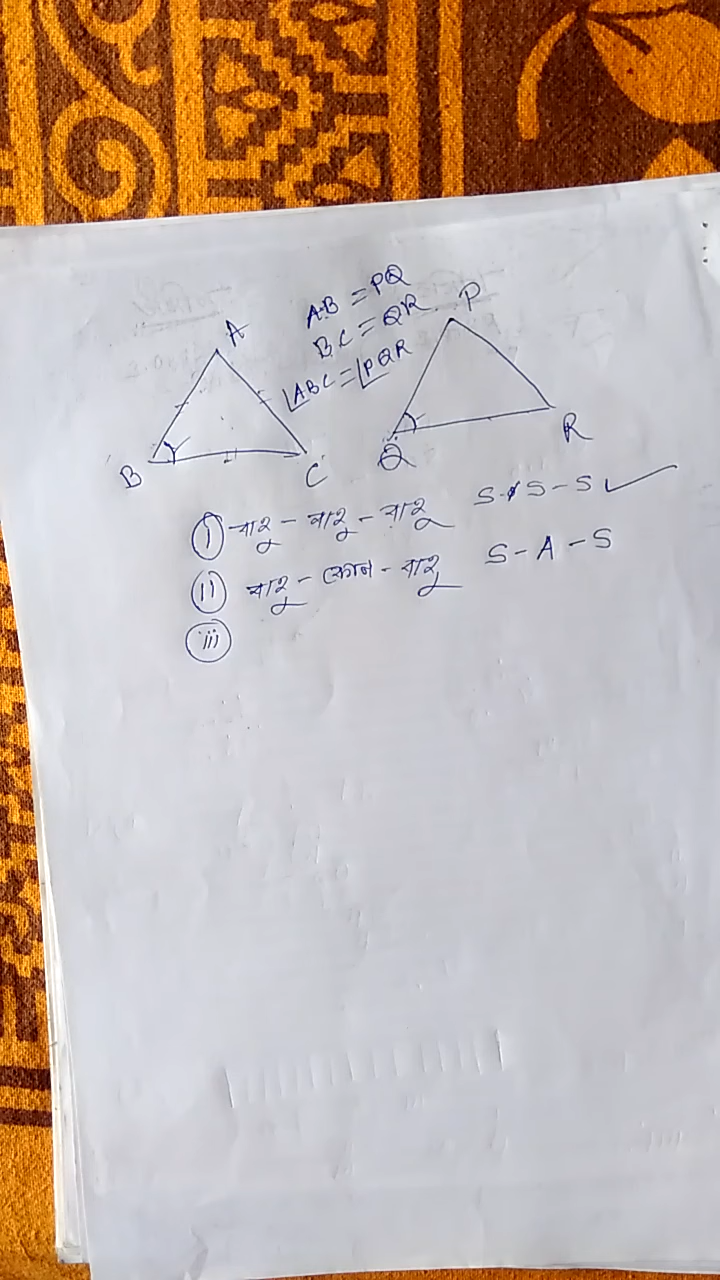 A
B
C
AB = PQ
BC = QR
∠ABC = ∠PQR
P
Q
R
(i) বাহু - বাহু - বাহু S-S-S ✓
(ii) বাহু - কোন - বাহু S-A-S
(iii)